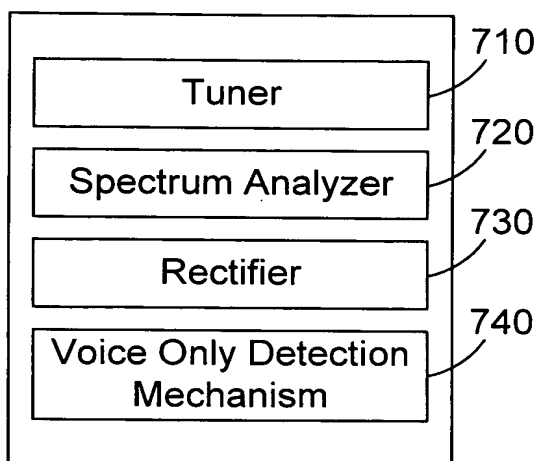 710
Tuner
720
Spectrum Analyzer
730
Rectifier
740
Voice Only Detection
Mechanism